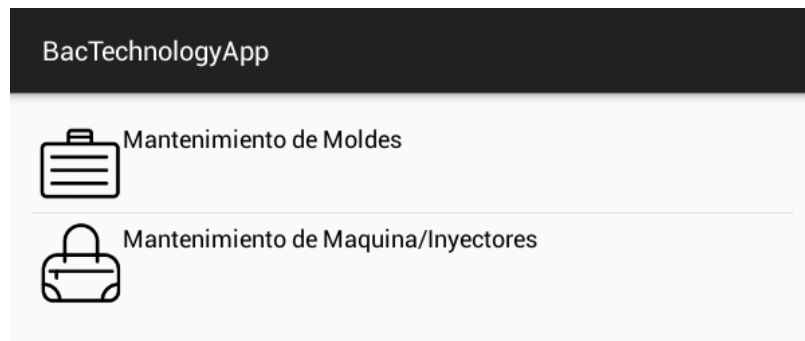 BacTechnologyApp
Mantenimiento de Moldes
Mantenimiento de Maquina/Inyectores